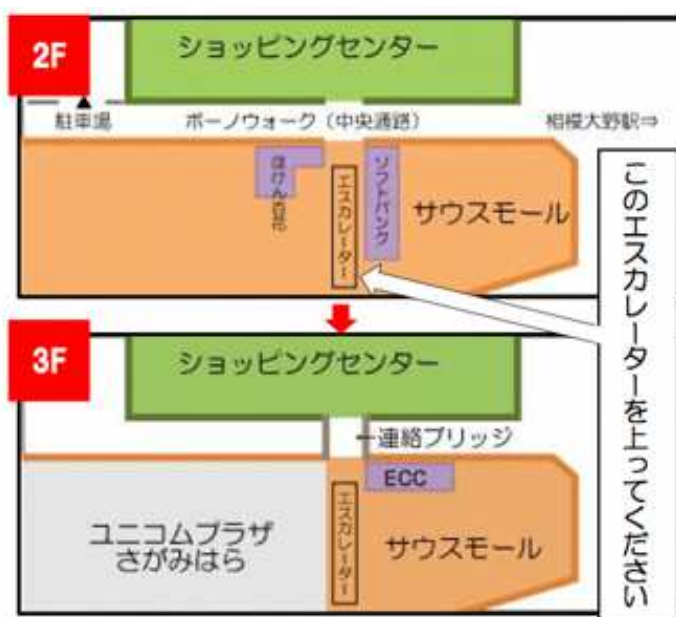 2F
ショッピングセンター
駐車場
ボーノウォーク（中央通路）
相模大野駅⇒
ほけん百花
エスカレーター
ソフトバンク
サウスモール
このエスカレーターを上ってください
3F
ショッピングセンター
連絡ブリッジ
ECC
ユニコムプラザ
さがみはら
エスカレーター
サウスモール